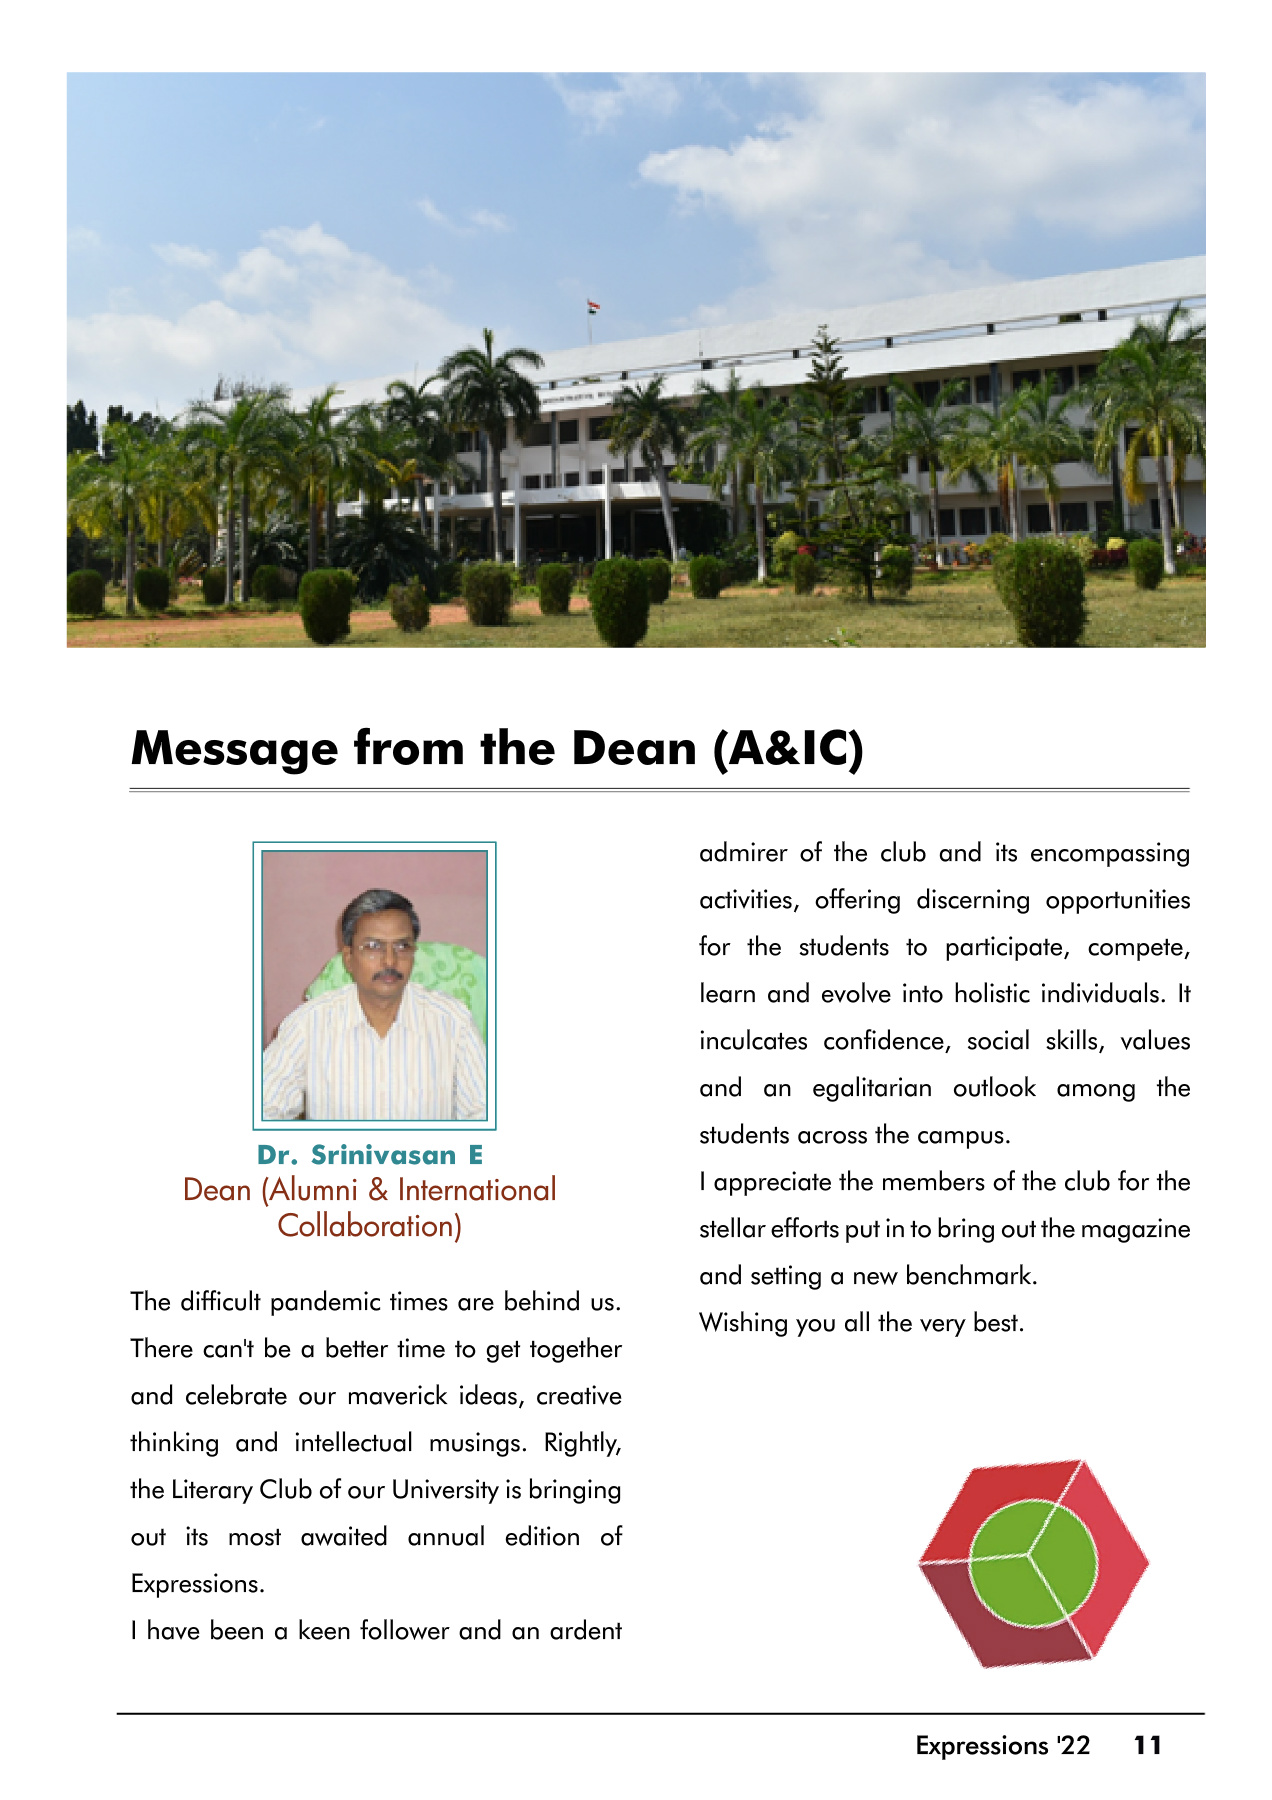 Message from the Dean (A&IC)
Dr. Srinivasan E
Dean (Alumni & International
Collaboration)
The difficult pandemic times are behind us.
There can't be a better time to get together
and celebrate our maverick ideas, creative
thinking and intellectual musings. Rightly,
the Literary Club of our University is bringing
out its most awaited annual edition of
Expressions.
I have been a keen follower and an ardent
admirer of the club and its encompassing
activities, offering discerning opportunities
for the students to participate, compete,
learn and evolve into holistic individuals. It
inculcates confidence, social skills, values
and an egalitarian outlook among the
students across the campus.
I appreciate the members of the club for the
stellar efforts put in to bring out the magazine
and setting a new benchmark.
Wishing you all the very best.
Expressions '22 11